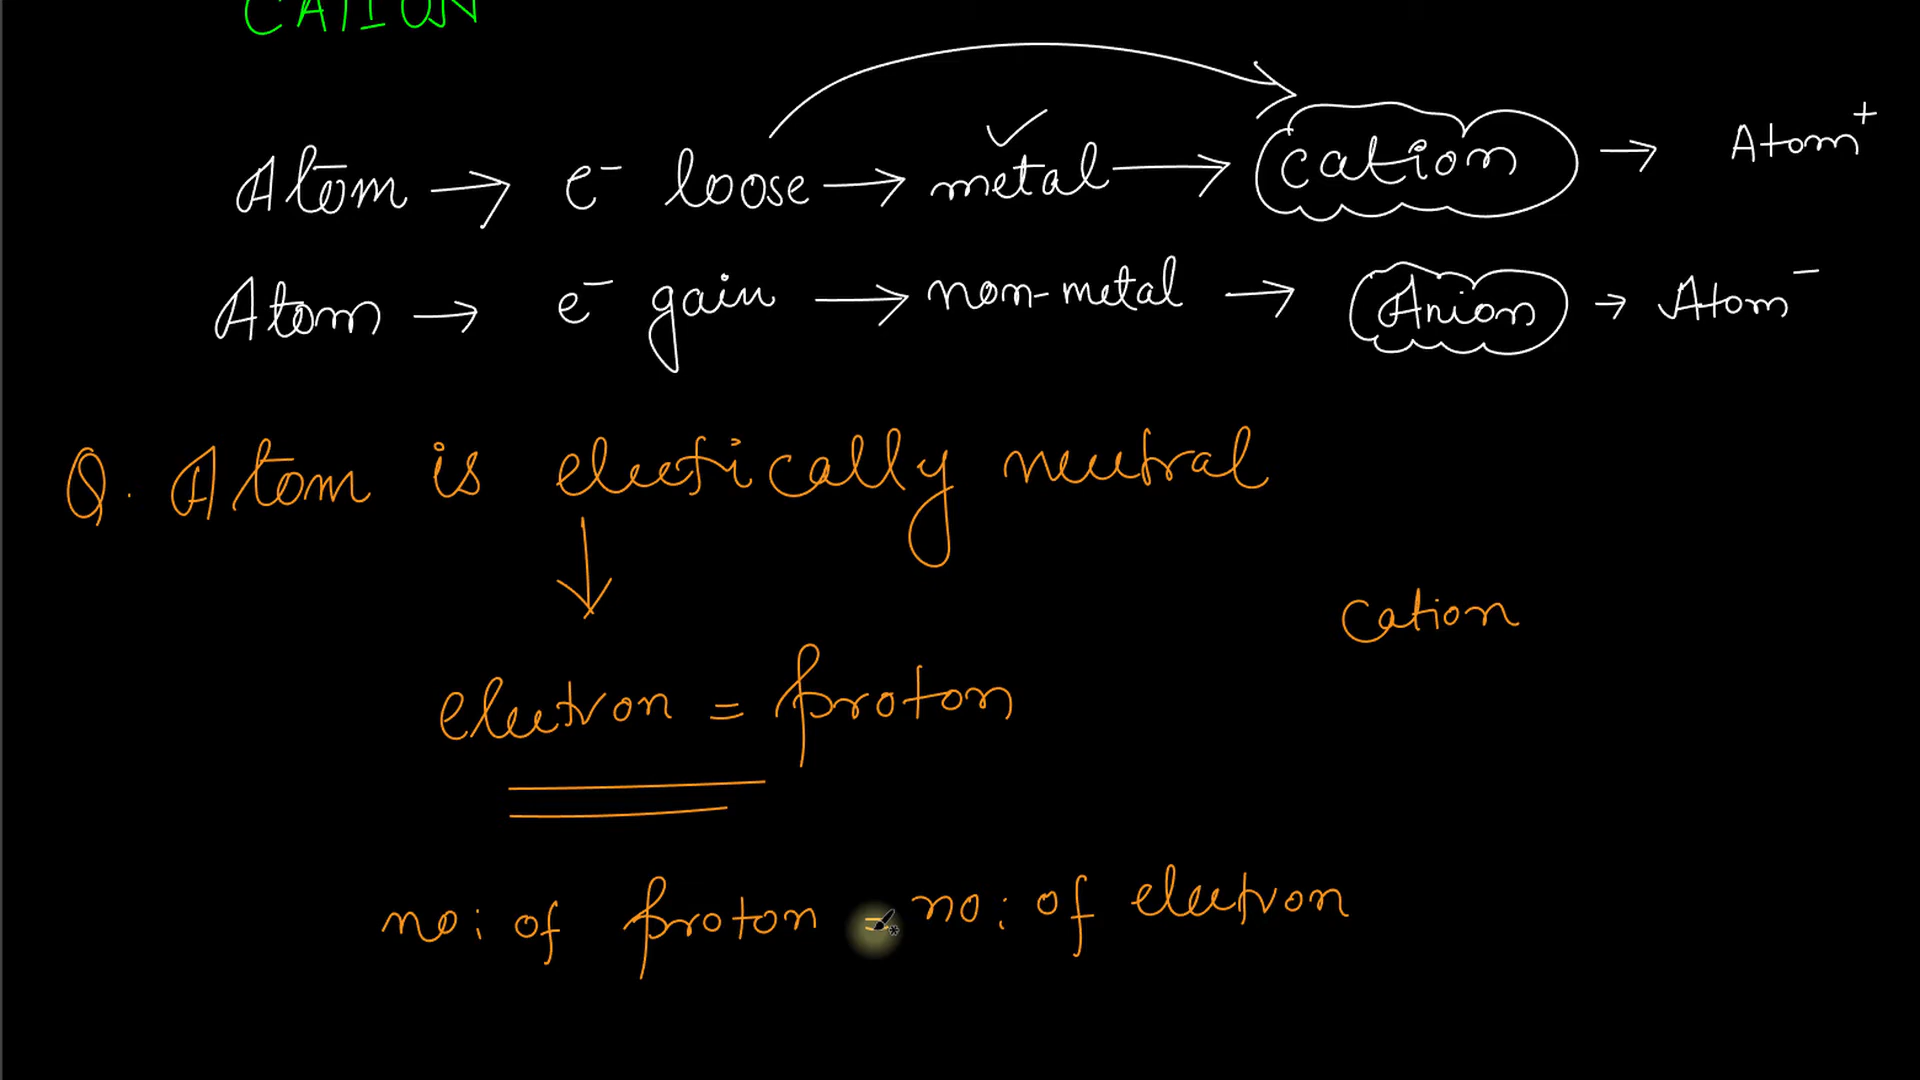 CATION
Atom → e⁻ loose → metal → cation → Atom⁺
Atom → e⁻ gain → non-metal → Anion → Atom⁻
Q. Atom is electically neutral
cation
electron = proton
no: of proton = no: of electron